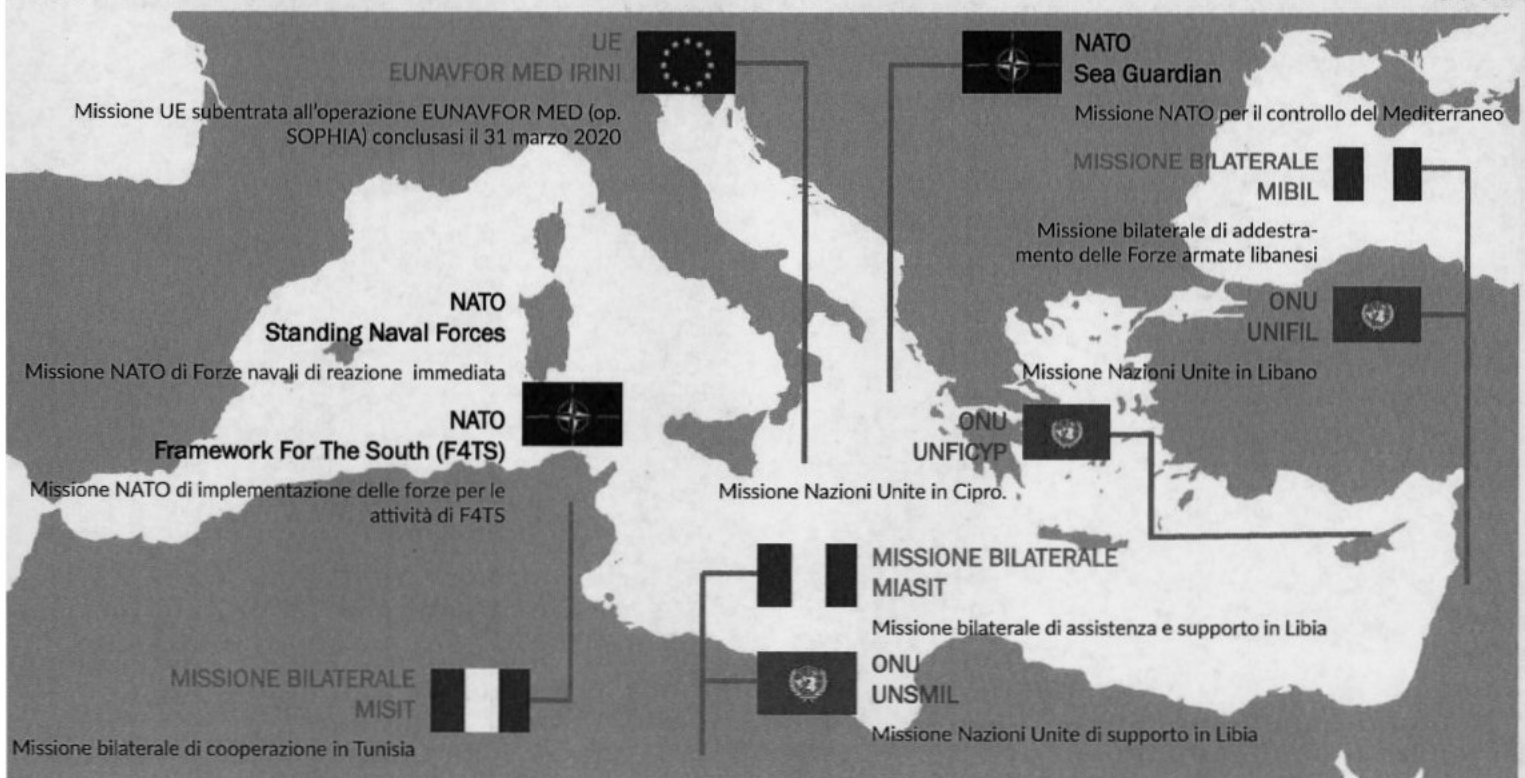 UE
EUNAVFOR MED IRINI
Missione UE subentrata all'operazione EUNAVFOR MED (op.
SOPHIA) conclusasi il 31 marzo 2020
NATO
Sea Guardian
Missione NATO per il controllo del Mediterraneo
MISSIONE BILATERALE
MIBIL
Missione bilaterale di addestra-
mento delle Forze armate libanesi
ONU
UNIFIL
Missione Nazioni Unite in Libano
NATO
Standing Naval Forces
Missione NATO di Forze navali di reazione immediata
NATO
Framework For The South (F4TS)
Missione NATO di implementazione delle forze per le
attività di F4TS
ONU
UNFICYP
Missione Nazioni Unite in Cipro.
MISSIONE BILATERALE
MIASIT
Missione bilaterale di assistenza e supporto in Libia
ONU
UNSMIL
Missione Nazioni Unite di supporto in Libia
MISSIONE BILATERALE
MISIT
Missione bilaterale di cooperazione in Tunisia